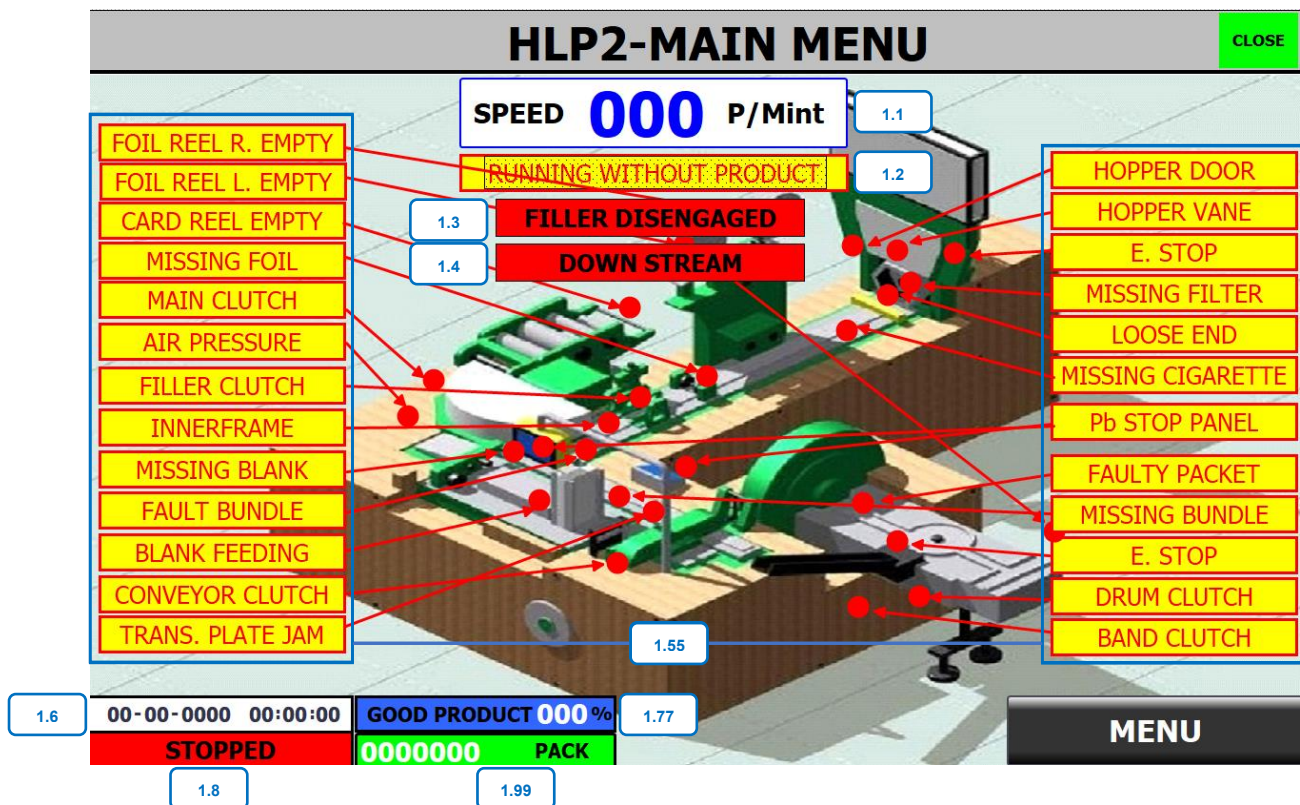 HLP2-MAIN MENU
CLOSE
SPEED 000 P/Mint
1.1
RUNNING WITHOUT PRODUCT
1.2
1.3
FILLER DISENGAGED
1.4
DOWN STREAM
FOIL REEL R. EMPTY
FOIL REEL L. EMPTY
CARD REEL EMPTY
MISSING FOIL
MAIN CLUTCH
AIR PRESSURE
FILLER CLUTCH
INNERFRAME
MISSING BLANK
FAULT BUNDLE
BLANK FEEDING
CONVEYOR CLUTCH
TRANS. PLATE JAM
HOPPER DOOR
HOPPER VANE
E. STOP
MISSING FILTER
LOOSE END
MISSING CIGARETTE
Pb STOP PANEL
FAULTY PACKET
MISSING BUNDLE
E. STOP
DRUM CLUTCH
BAND CLUTCH
1.55
1.6
00-00-0000 00:00:00
GOOD PRODUCT 000 %
1.77
STOPPED
0000000 PACK
MENU
1.8
1.99